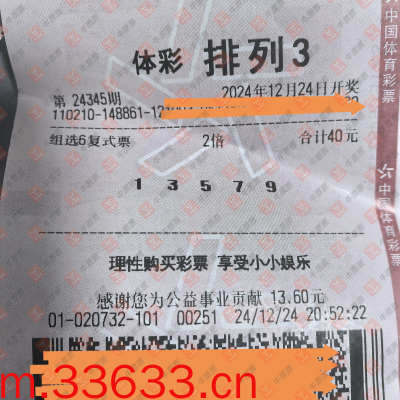 体彩 排列3
第 24345期 2024年12月24日开奖
110210-148861-12
组选6复式票 2倍 合计40元
1 3 5 7 9
理性购买彩票 享受小小娱乐
感谢您为公益事业贡献 13.60元
01-020732-101 00251 24/12/24 20:52:22
m.33633.cn
中国体育彩票
中国体育彩票